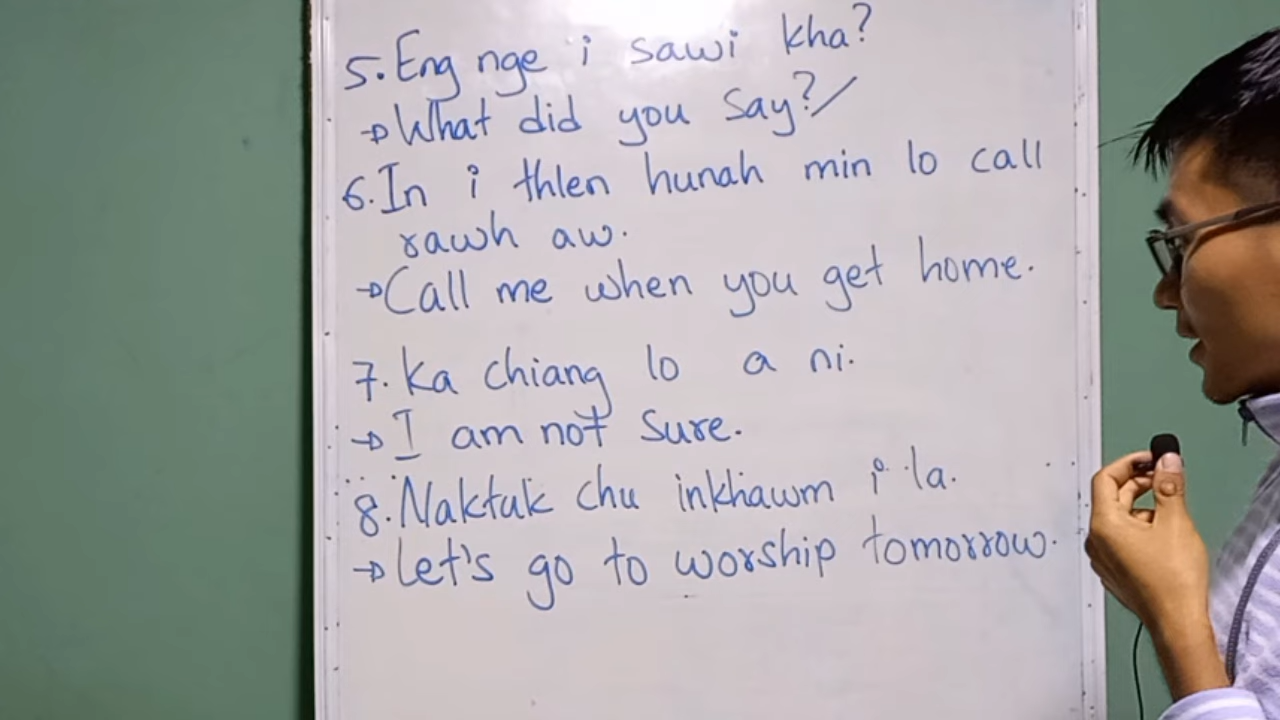 5. Eng nge i sawi kha?
→ What did you say?/
6. In i thlen hunah min lo call
rawh aw.
→ Call me when you get home.
7. Ka chiang lo a ni.
→ I am not sure.
8. Naktuk chu inkhawm i la.
→ Let's go to worship tomorrow.